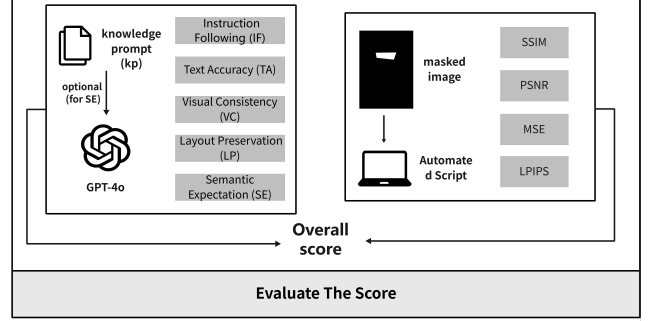 knowledge
prompt
(kp)
optional
(for SE)
GPT-4o
Instruction
Following (IF)
Text Accuracy (TA)
Visual Consistency
(VC)
Layout Preservation
(LP)
Semantic
Expectation (SE)
masked
image
Automate
d Script
SSIM
PSNR
MSE
LPIPS
Overall
score
Evaluate The Score